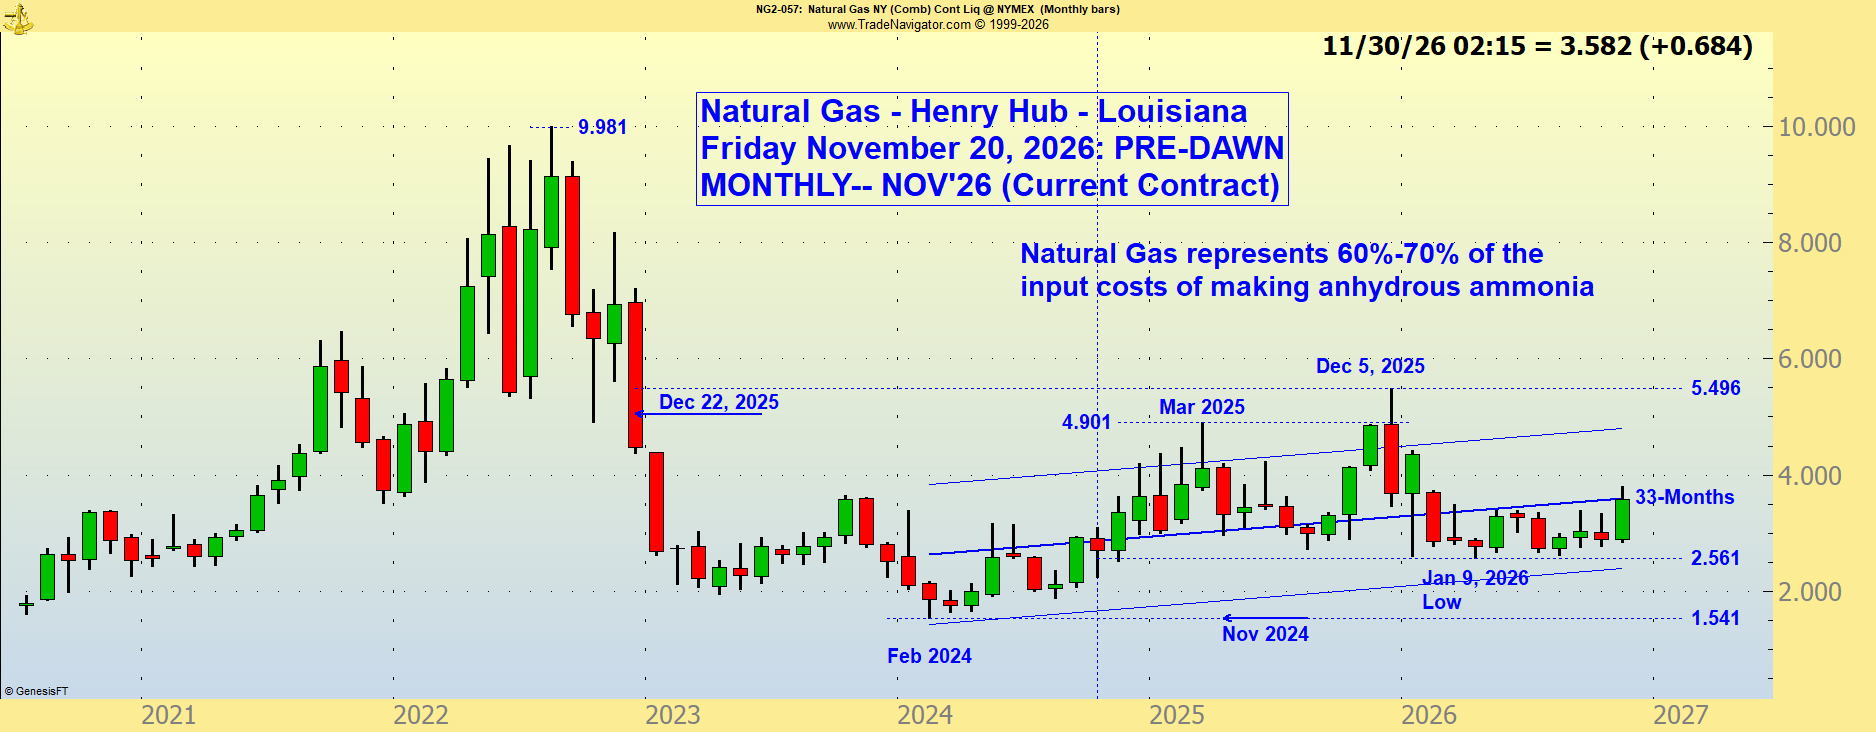 NG2-057: Natural Gas NY (Comb) Cont Liq @ NYMEX (Monthly bars)
www.TradeNavigator.com © 1999-2026
11/30/26 02:15 = 3.582 (+0.684)
Natural Gas - Henry Hub - Louisiana
Friday November 20, 2026: PRE-DAWN
MONTHLY-- NOV'26 (Current Contract)
9.981
10.000
Natural Gas represents 60%-70% of the
input costs of making anhydrous ammonia
8.000
6.000
Dec 5, 2025
5.496
Dec 22, 2025
Mar 2025
4.901
4.000
33-Months
2.561
Jan 9, 2026
Low
2.000
1.541
Nov 2024
Feb 2024
© GenesisFT
2021 2022 2023 2024 2025 2026 2027